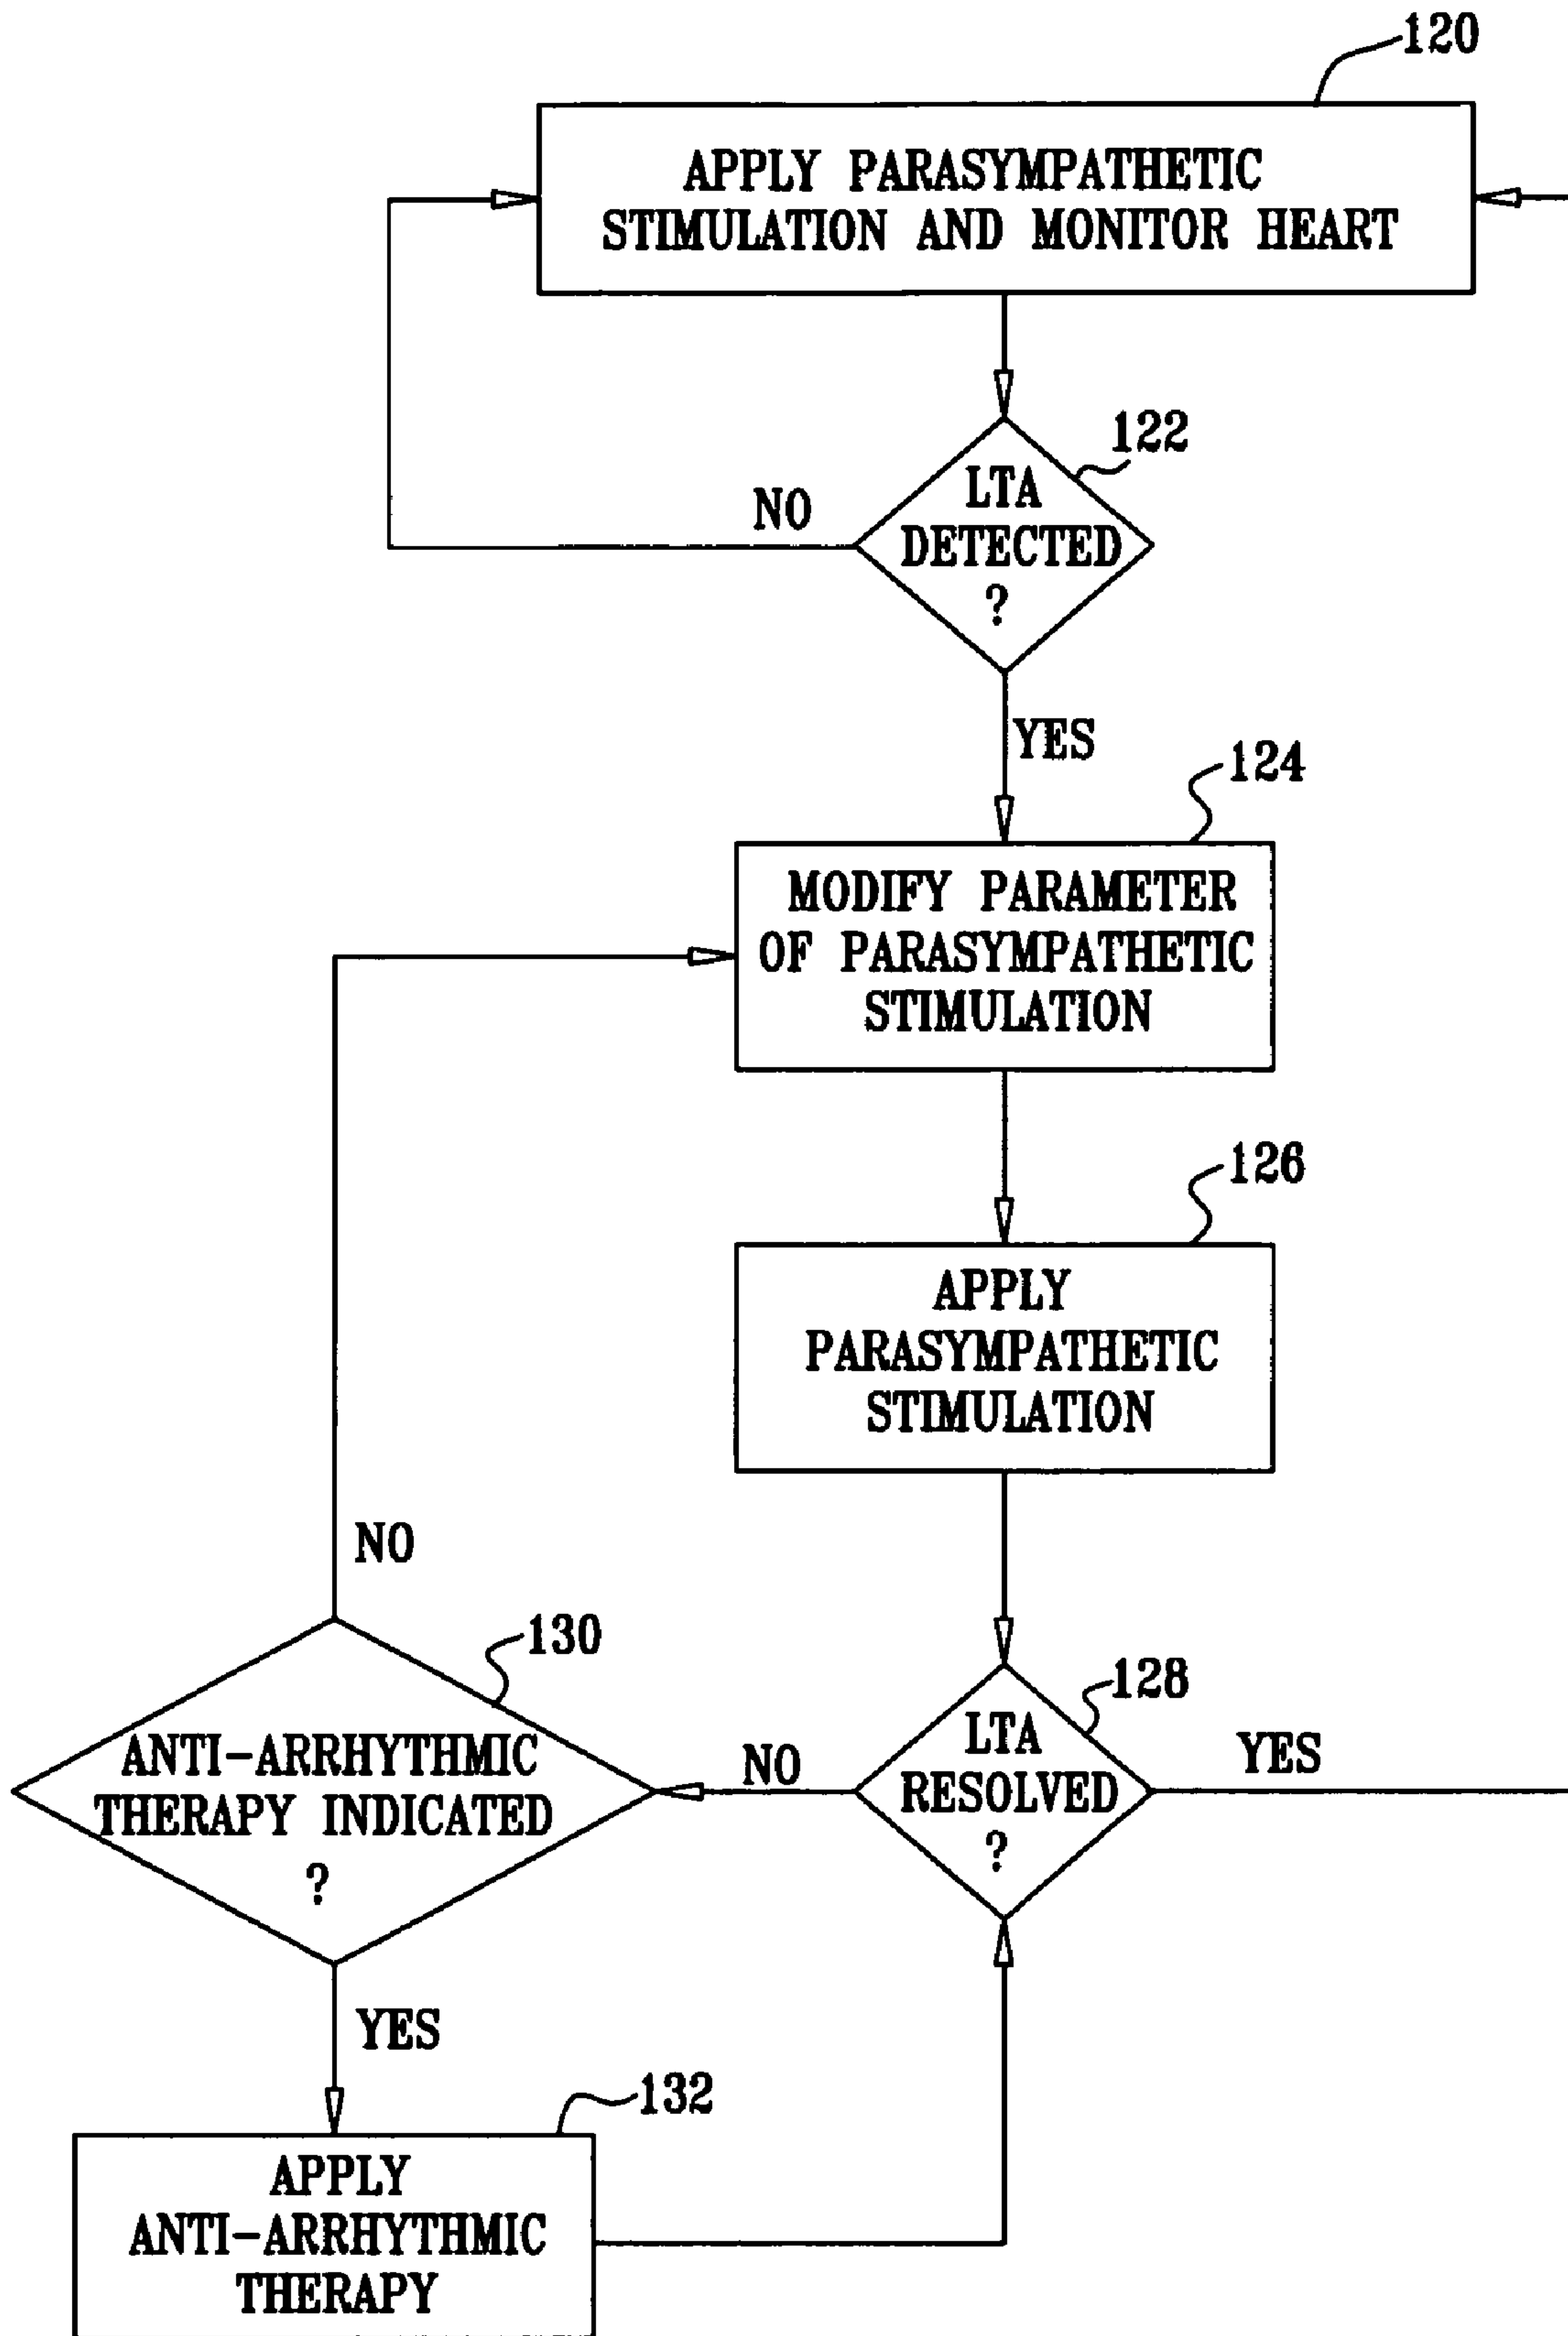 120
APPLY PARASYMPATHETIC
STIMULATION AND MONITOR HEART
122
LTA
DETECTED
?
NO
YES
124
MODIFY PARAMETER
OF PARASYMPATHETIC
STIMULATION
126
APPLY
PARASYMPATHETIC
STIMULATION
NO
130
ANTI-ARRHYTHMIC
THERAPY INDICATED
?
NO
128
LTA
RESOLVED
?
YES
YES
132
APPLY
ANTI-ARRHYTHMIC
THERAPY